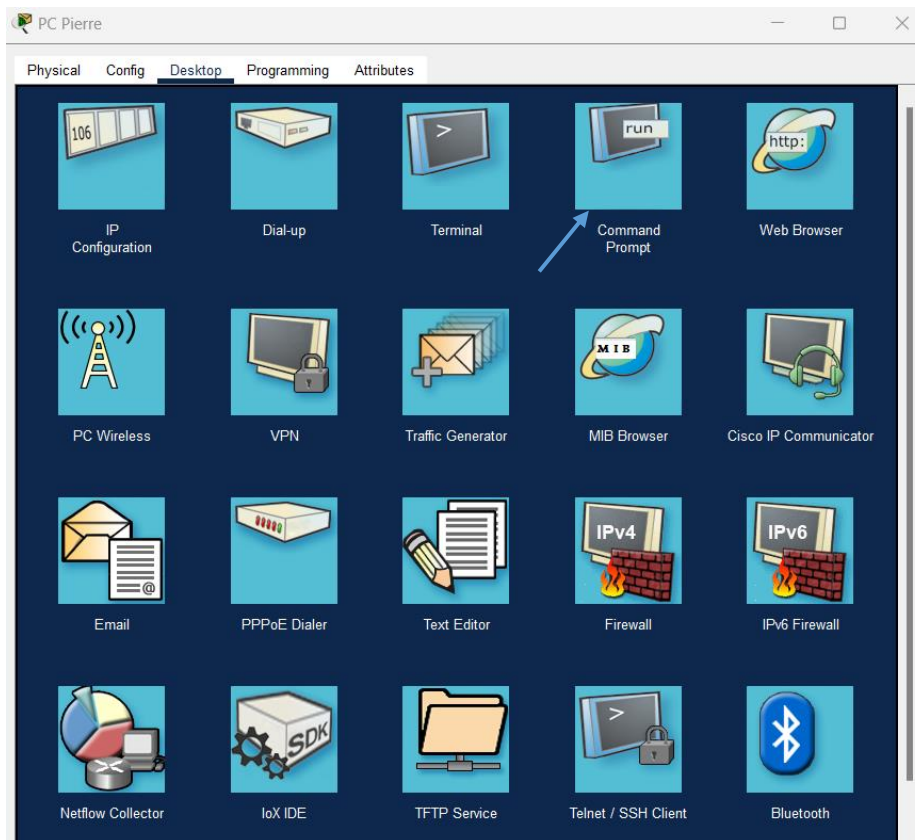 PC Pierre
Physical Config Desktop Programming Attributes
106
>
run
http:
IP
Configuration
Dial-up
Terminal
Command
Prompt
Web Browser
MIB
PC Wireless
VPN
Traffic Generator
MIB Browser
Cisco IP Communicator
@
IPv4
IPv6
Email
PPPoE Dialer
Text Editor
Firewall
IPv6 Firewall
SDK
>
Netflow Collector
IoX IDE
TFTP Service
Telnet / SSH Client
Bluetooth